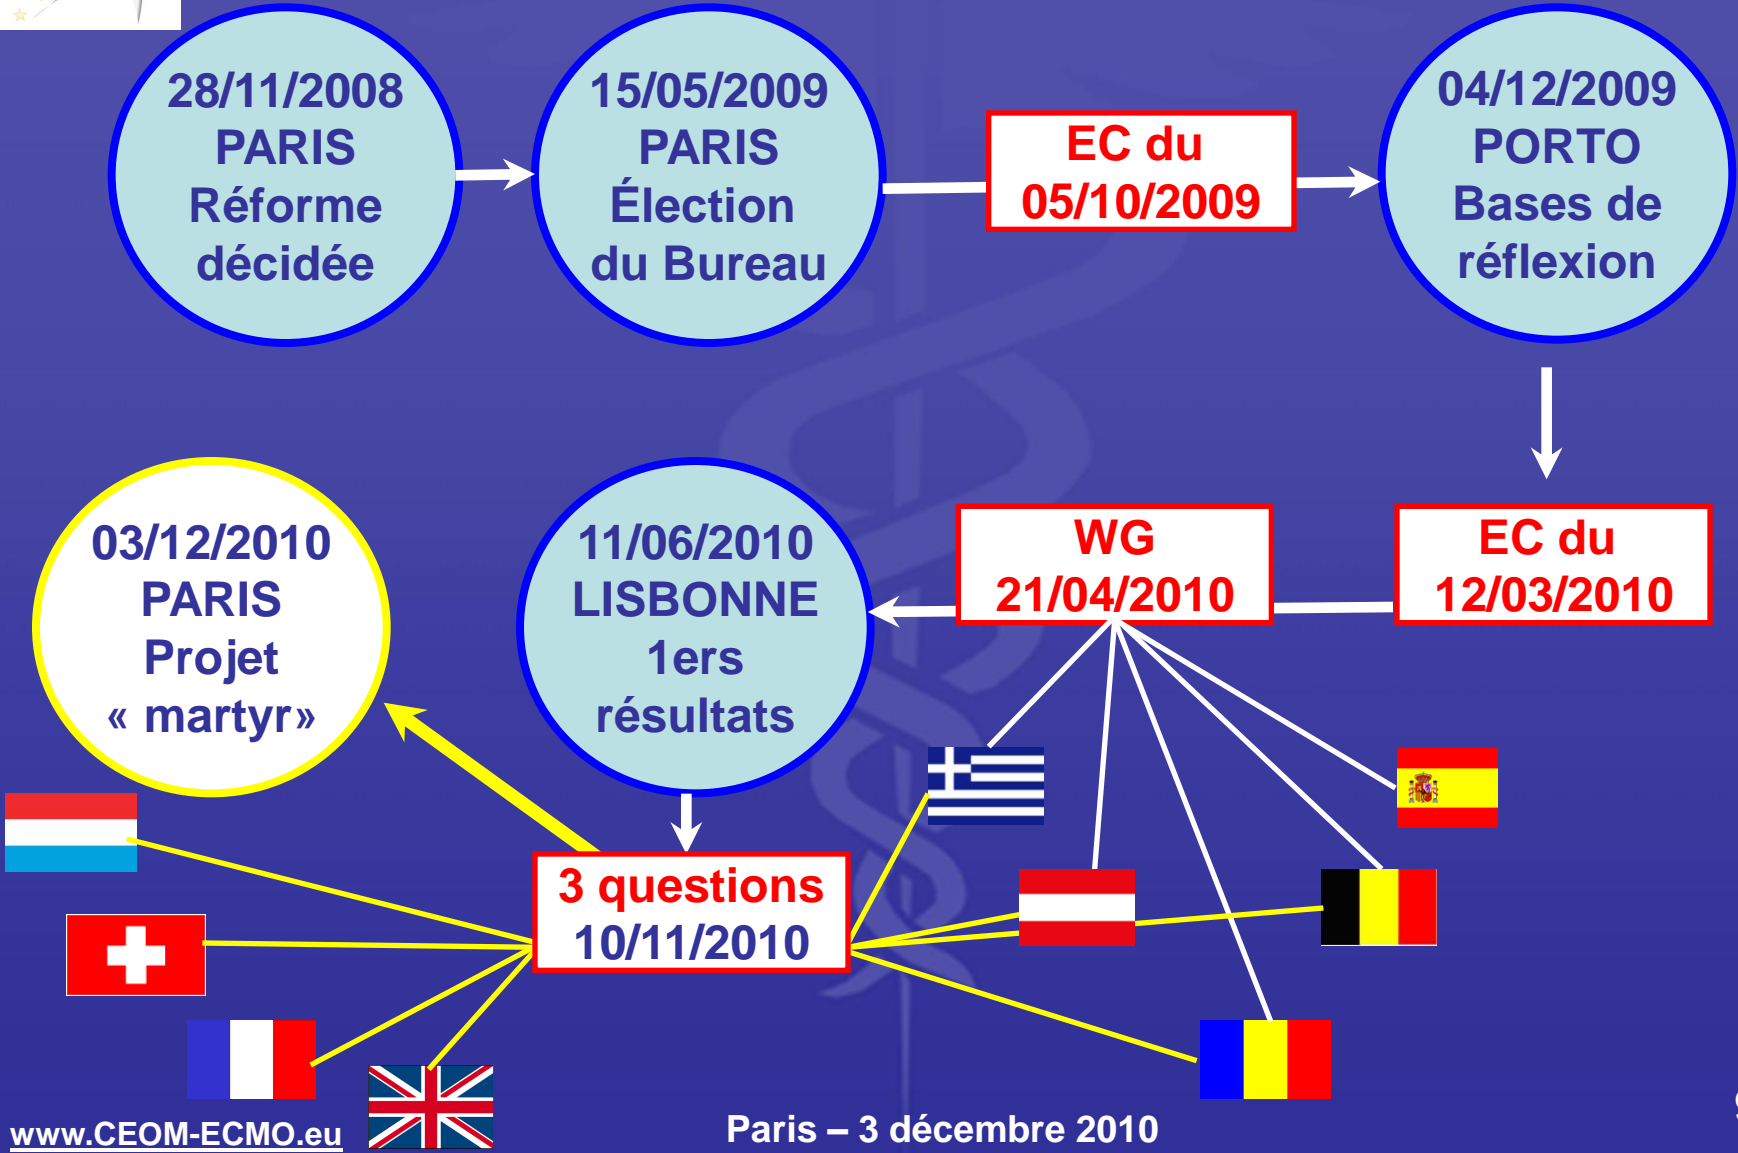 28/11/2008
PARIS
Réforme
décidée
15/05/2009
PARIS
Élection
du Bureau
EC du
05/10/2009
04/12/2009
PORTO
Bases de
réflexion
EC du
12/03/2010
WG
21/04/2010
11/06/2010
LISBONNE
1ers
résultats
03/12/2010
PARIS
Projet
« martyr»
3 questions
10/11/2010
www.CEOM-ECMO.eu
Paris – 3 décembre 2010